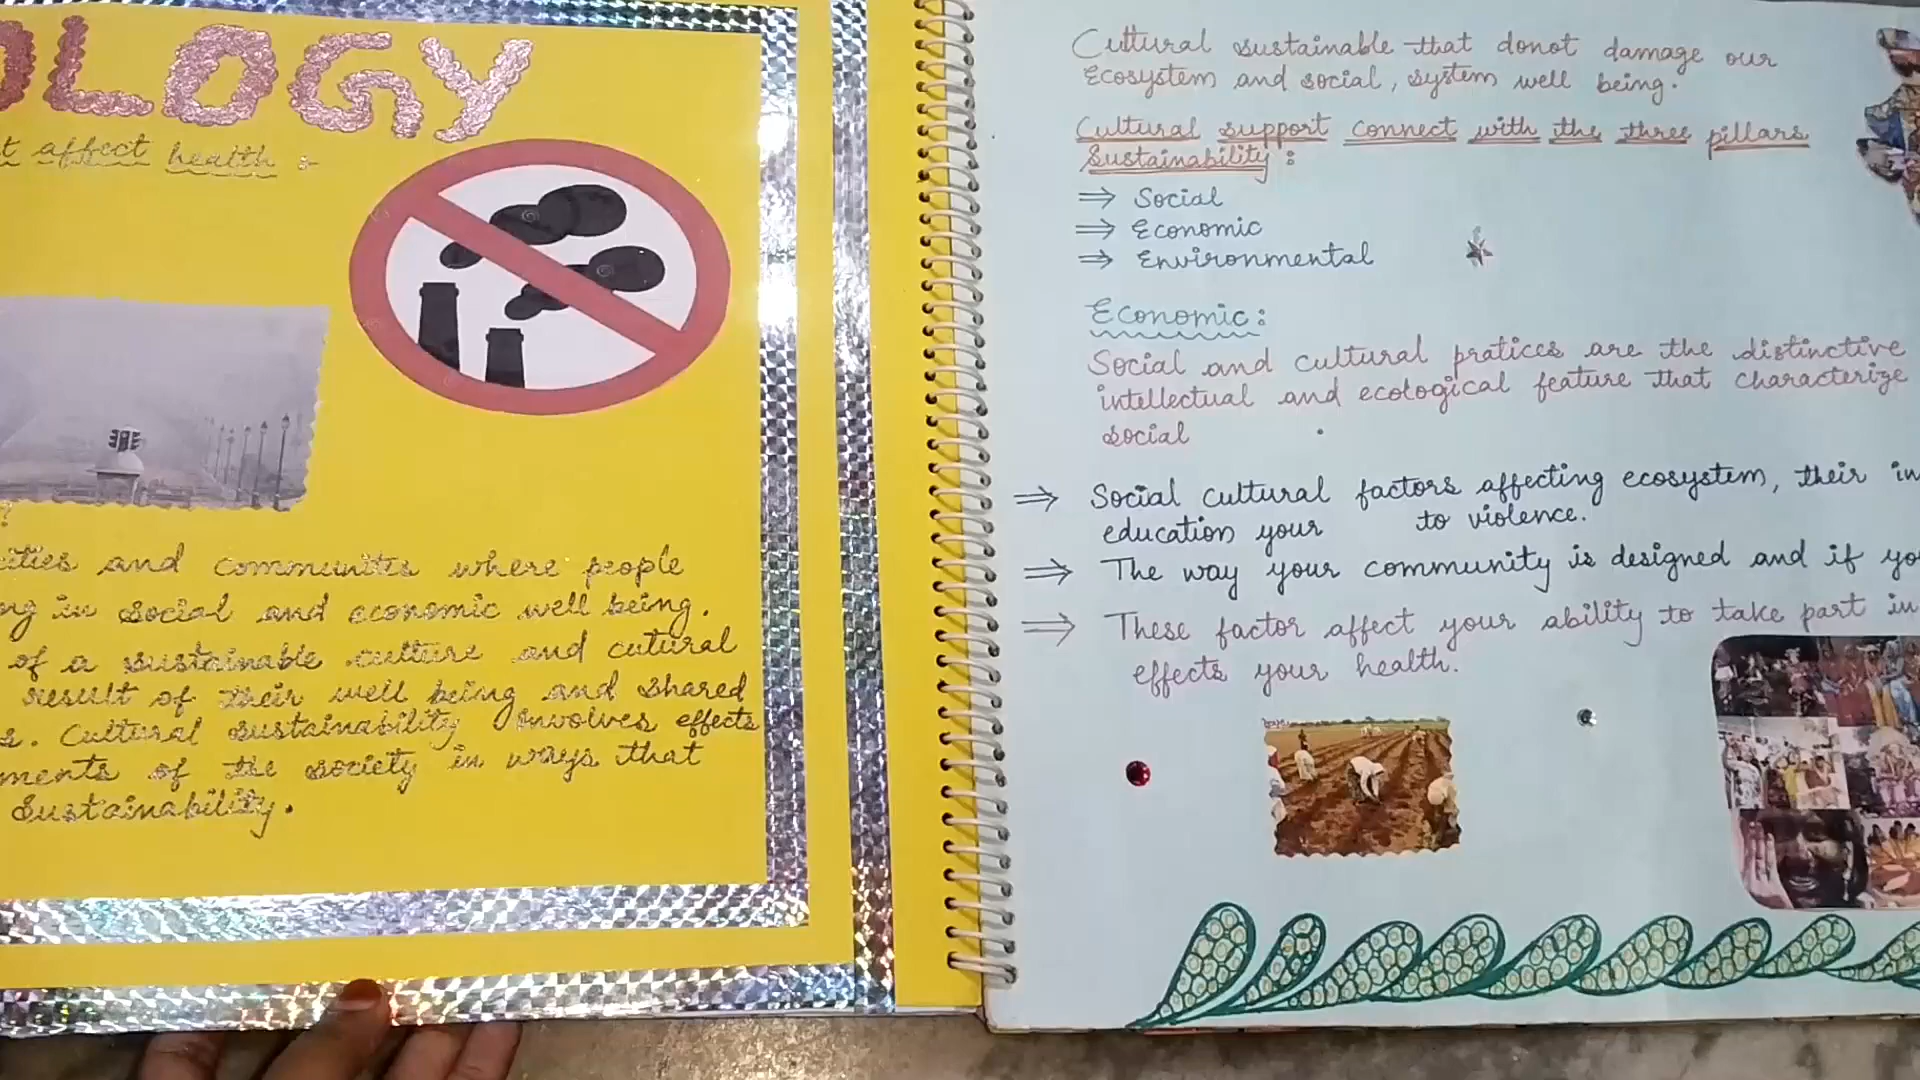 OLOGY
t affect health :-
?
cities and communities where people
ng in social and economic well being.
of a sustainable culture and cutural
result of their well being and shared
s. Cultural sustainability involves effects
ments of the society in ways that
Sustainability.
Cultural sustainable that donot damage our
Ecosystem and social, system well being.
Cultural support connect with the three pillars
Sustainability :
⇒ Social
⇒ Economic
⇒ Environmental
Economic :
Social and cultural pratices are the distinctive
intellectual and ecological feature that characterize
social
⇒ Social cultural factors affecting ecosystem, their in
education your to violence.
⇒ The way your community is designed and if yo
⇒ These factor affect your ability to take part in
effects your health.